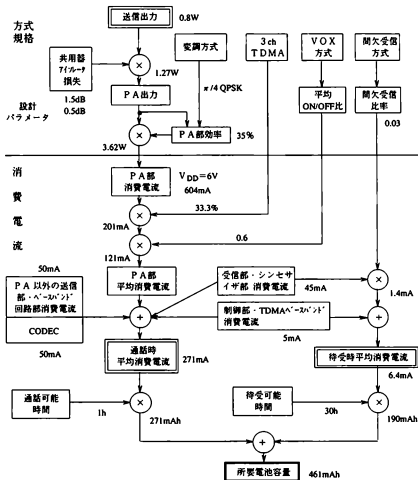 方式
規格
送信出力
0.8W
変調方式
3ch
TDMA
VOX
方式
間欠受信方式
共用器
アイソレータ
損失
1.27W
1.5dB
0.5dB
PA出力
π/4 QPSK
平均
ON/OFF比
間欠受信
比率
0.03
設計
パラメータ
PA部効率
35%
3.62W
消
費
電
流
PA部
消費電流
VDD=6V
604mA
33.3%
201mA
0.6
121mA
50mA
PA以外の送信
部・ベースバンド
回路部消費電流
CODEC
50mA
PA部
平均消費電流
受信部・シンセサ
イザ部 消費電流
45mA
1.4mA
制御部・TDMAベースバンド
消費電流
5mA
通話時
平均消費電流
271mA
待受時平均消費電流
6.4mA
通話可能
時間
1h
271mAh
待受可能
時間
30h
190mAh
所要電池容量
461mAh